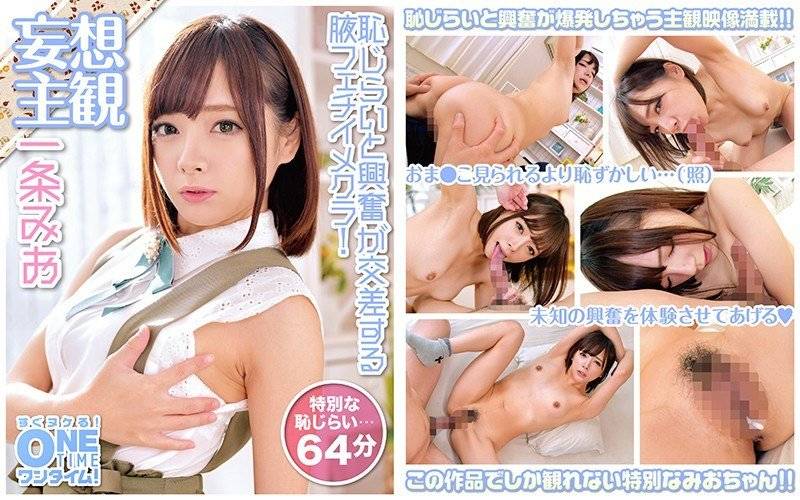 妄想
主観
一条みお
恥じらいと興奮が交差する
腋フェチイメクラ!
特別な
恥じらい…
64分
すぐヌケる!
ONE
TIME
ワンタイム!
恥じらいと興奮が爆発しちゃう主観映像満載!!
おま●こ見られるより恥ずかしい…(照)
未知の興奮を体験させてあげる♥
この作品でしか観れない特別なみおちゃん!!